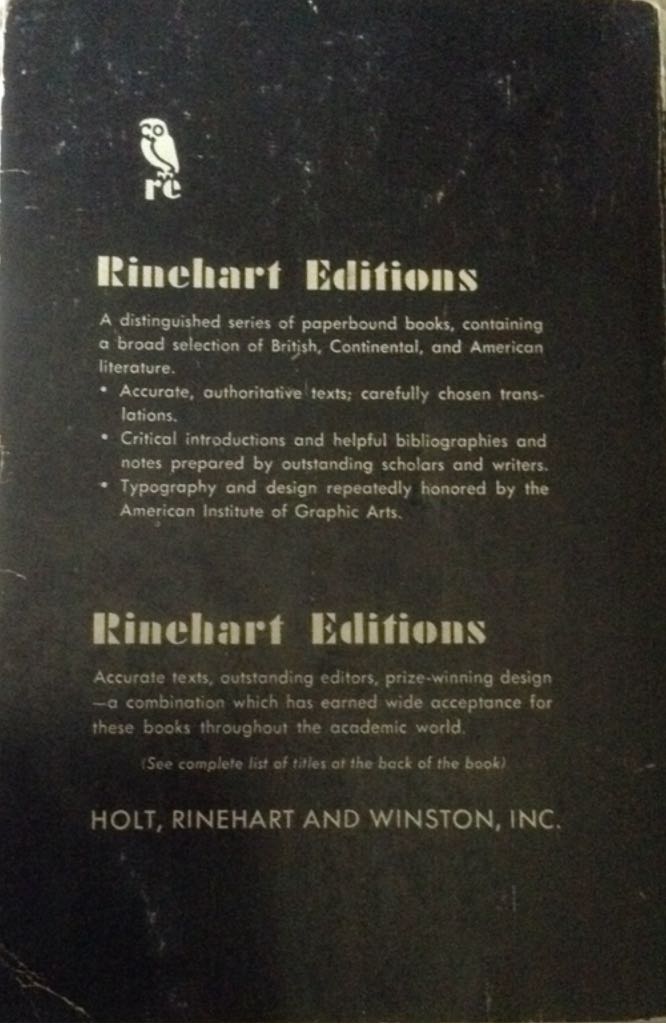 re
Rinehart Editions
A distinguished series of paperbound books, containing
a broad selection of British, Continental, and American
literature.
• Accurate, authoritative texts; carefully chosen trans-
lations.
• Critical introductions and helpful bibliographies and
notes prepared by outstanding scholars and writers.
• Typography and design repeatedly honored by the
American Institute of Graphic Arts.
Rinehart Editions
Accurate texts, outstanding editors, prize-winning design
—a combination which has earned wide acceptance for
these books throughout the academic world.
(See complete list of titles at the back of the book)
HOLT, RINEHART AND WINSTON, INC.